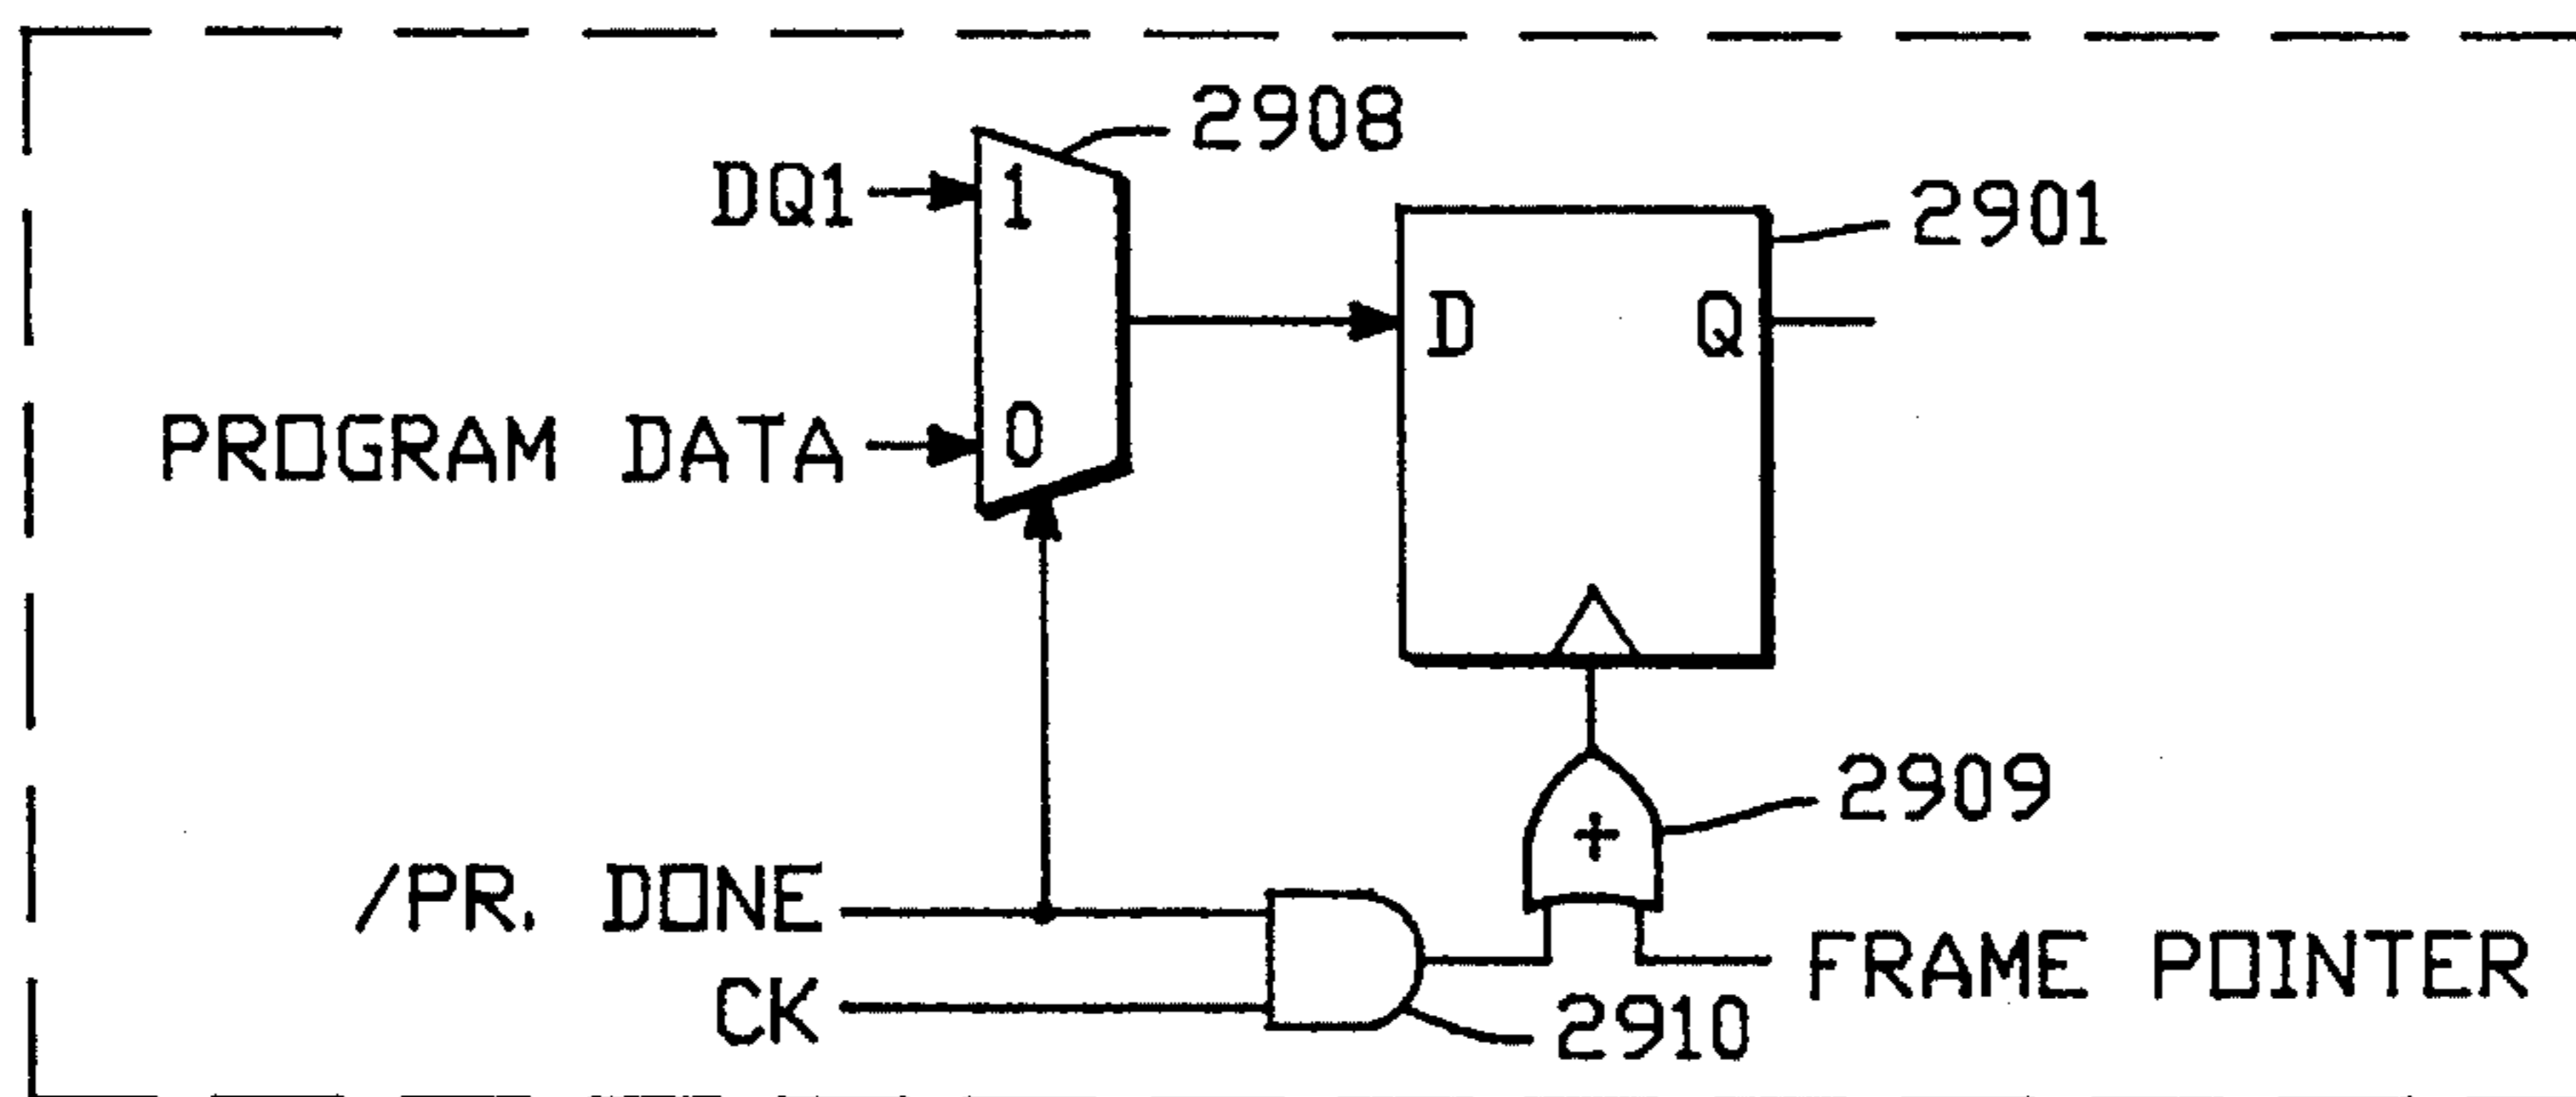 2908
DQ1
1
2901
D
Q
PROGRAM DATA
0
2909
+
/PR. DONE
FRAME POINTER
CK
2910